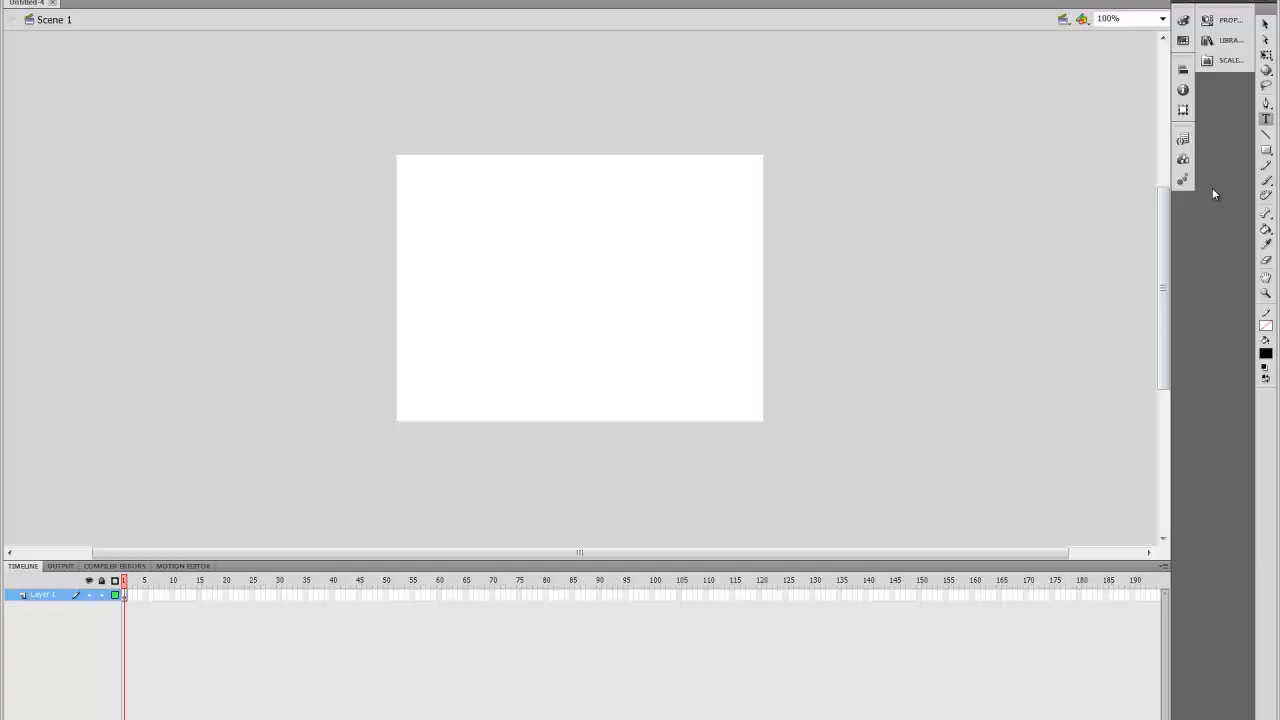 Untitled-4
Scene 1
100%
PROP...
LIBRA...
SCALE...
TIMELINE OUTPUT COMPILER ERRORS MOTION EDITOR
1 5 10 15 20 25 30 35 40 45 50 55 60 65 70 75 80 85 90 95 100 105 110 115 120 125 130 135 140 145 150 155 160 165 170 175 180 185 190
Layer 1